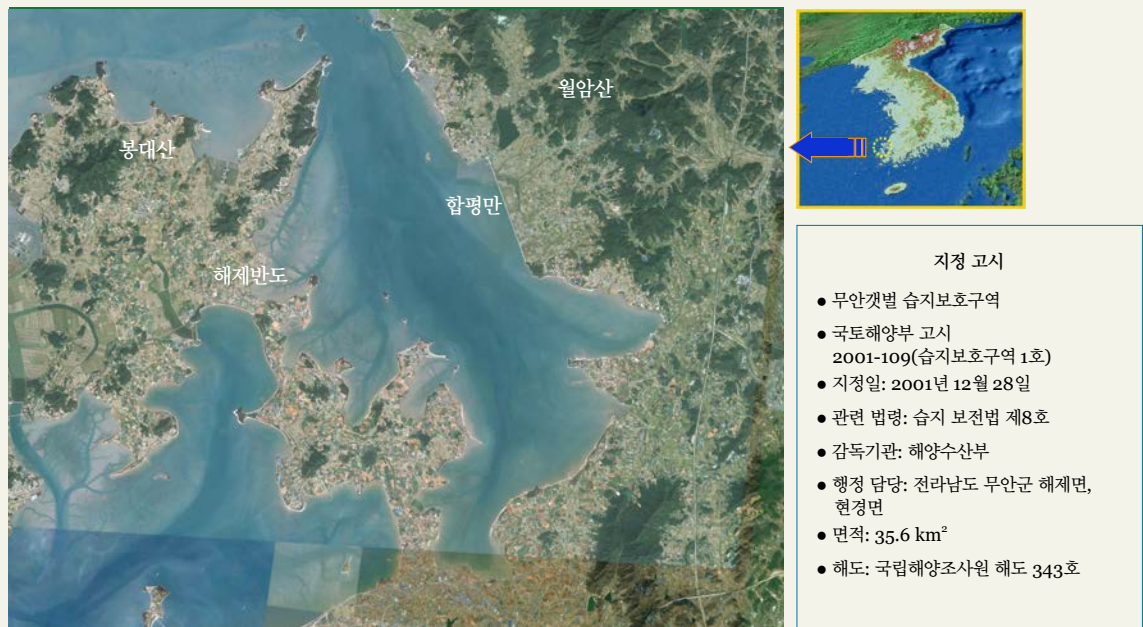 월암산
봉대산
합평만
해제반도
지정 고시
● 무안갯벌 습지보호구역
● 국토해양부 고시
2001-109(습지보호구역 1호)
● 지정일: 2001년 12월 28일
● 관련 법령: 습지 보전법 제8호
● 감독기관: 해양수산부
● 행정 담당: 전라남도 무안군 해제면,
현경면
● 면적: 35.6 km²
● 해도: 국립해양조사원 해도 343호